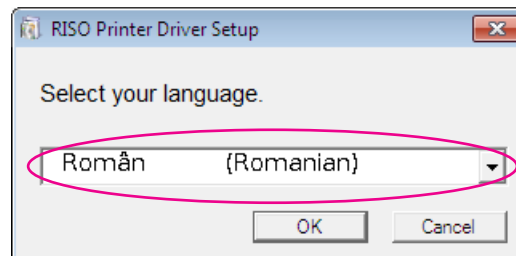 RISO Printer Driver Setup
Select your language.
Român (Romanian)
OK Cancel